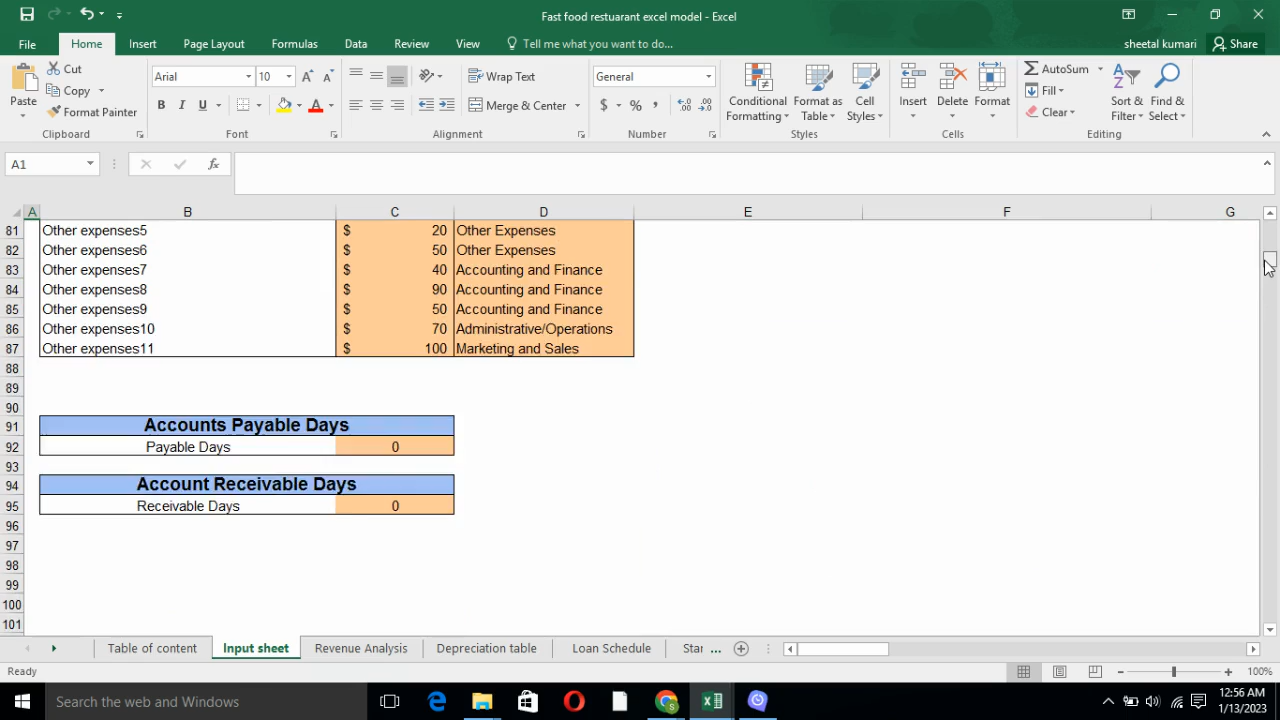 Fast food restuarant excel model - Excel
sheetal kumari
Share
File Home Insert Page Layout Formulas Data Review View Tell me what you want to do...
Paste
Cut
Copy
Format Painter
Clipboard
Arial 10
B I U
Font
Wrap Text
Merge & Center
Alignment
General
$ % ,
Number
Conditional Formatting
Format as Table
Cell Styles
Styles
Insert Delete Format
Cells
AutoSum
Fill
Clear
Sort & Filter
Find & Select
Editing
A1
fx
A B C D E F G
81 Other expenses5 $ 20 Other Expenses
82 Other expenses6 $ 50 Other Expenses
83 Other expenses7 $ 40 Accounting and Finance
84 Other expenses8 $ 90 Accounting and Finance
85 Other expenses9 $ 50 Accounting and Finance
86 Other expenses10 $ 70 Administrative/Operations
87 Other expenses11 $ 100 Marketing and Sales
88
89
90
91 Accounts Payable Days
92 Payable Days 0
93
94 Account Receivable Days
95 Receivable Days 0
96
97
98
99
100
101
Table of content Input sheet Revenue Analysis Depreciation table Loan Schedule Star ...
Ready
100%
Search the web and Windows
12:56 AM
1/13/2023